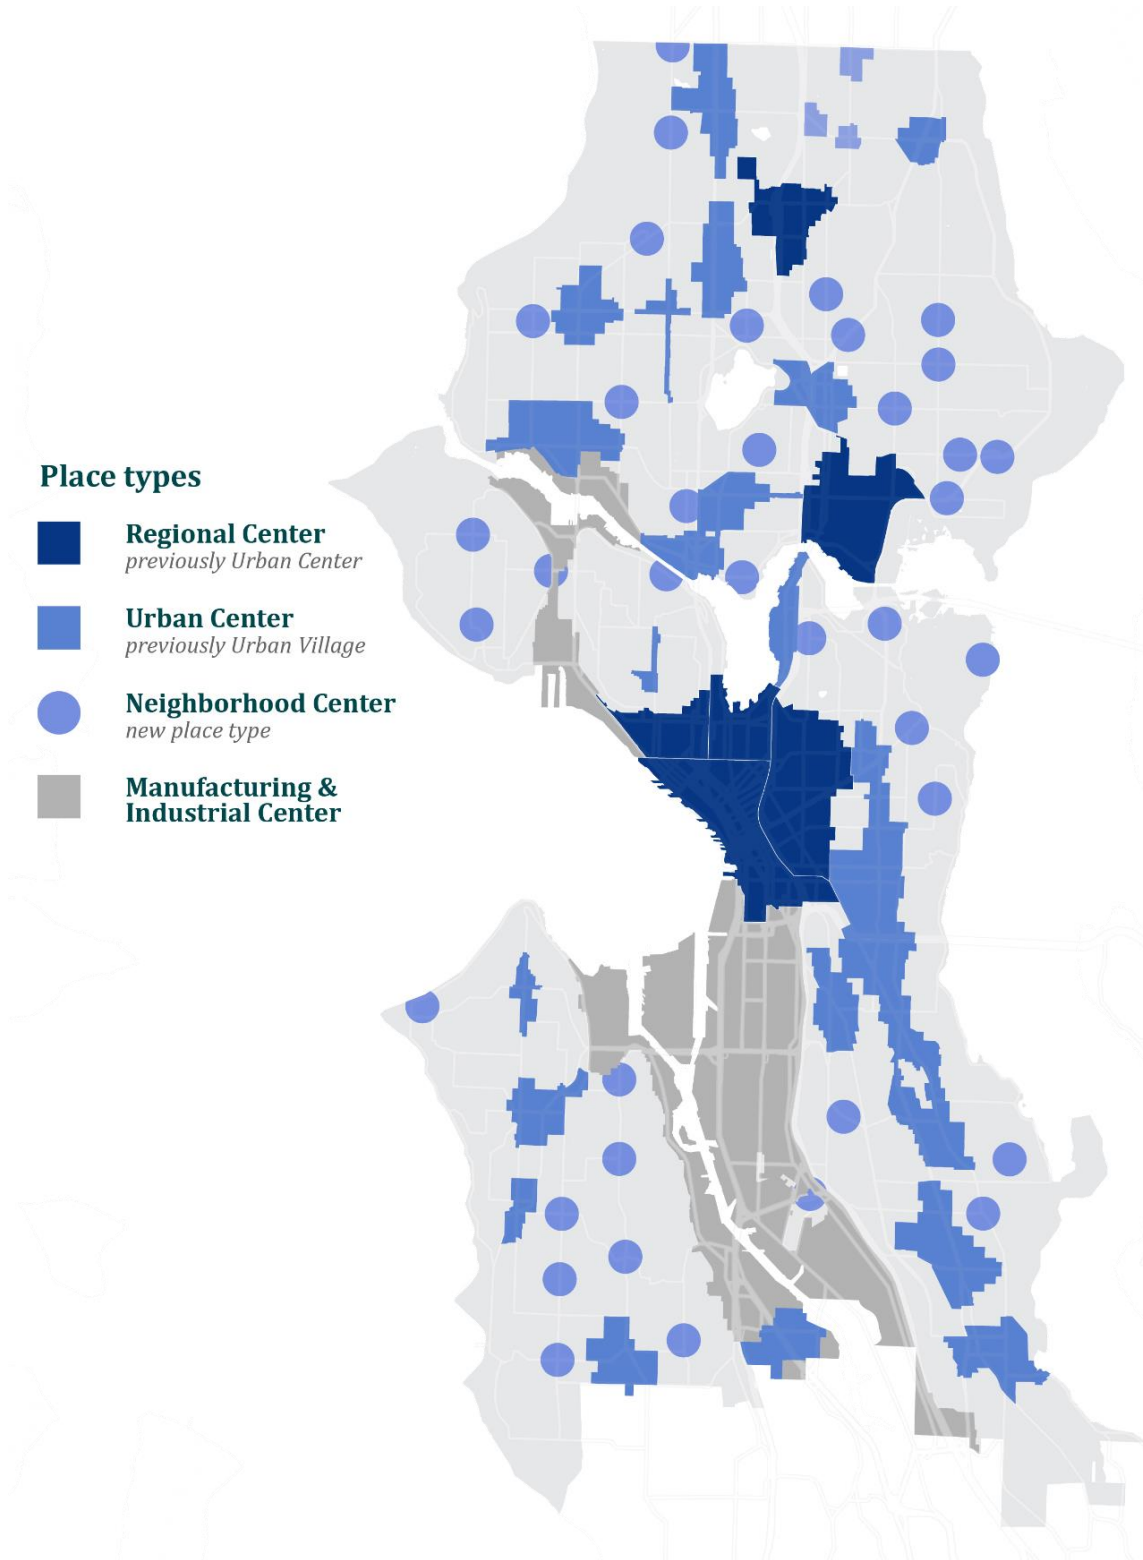 Place types
Regional Center
previously Urban Center
Urban Center
previously Urban Village
Neighborhood Center
new place type
Manufacturing &
Industrial Center